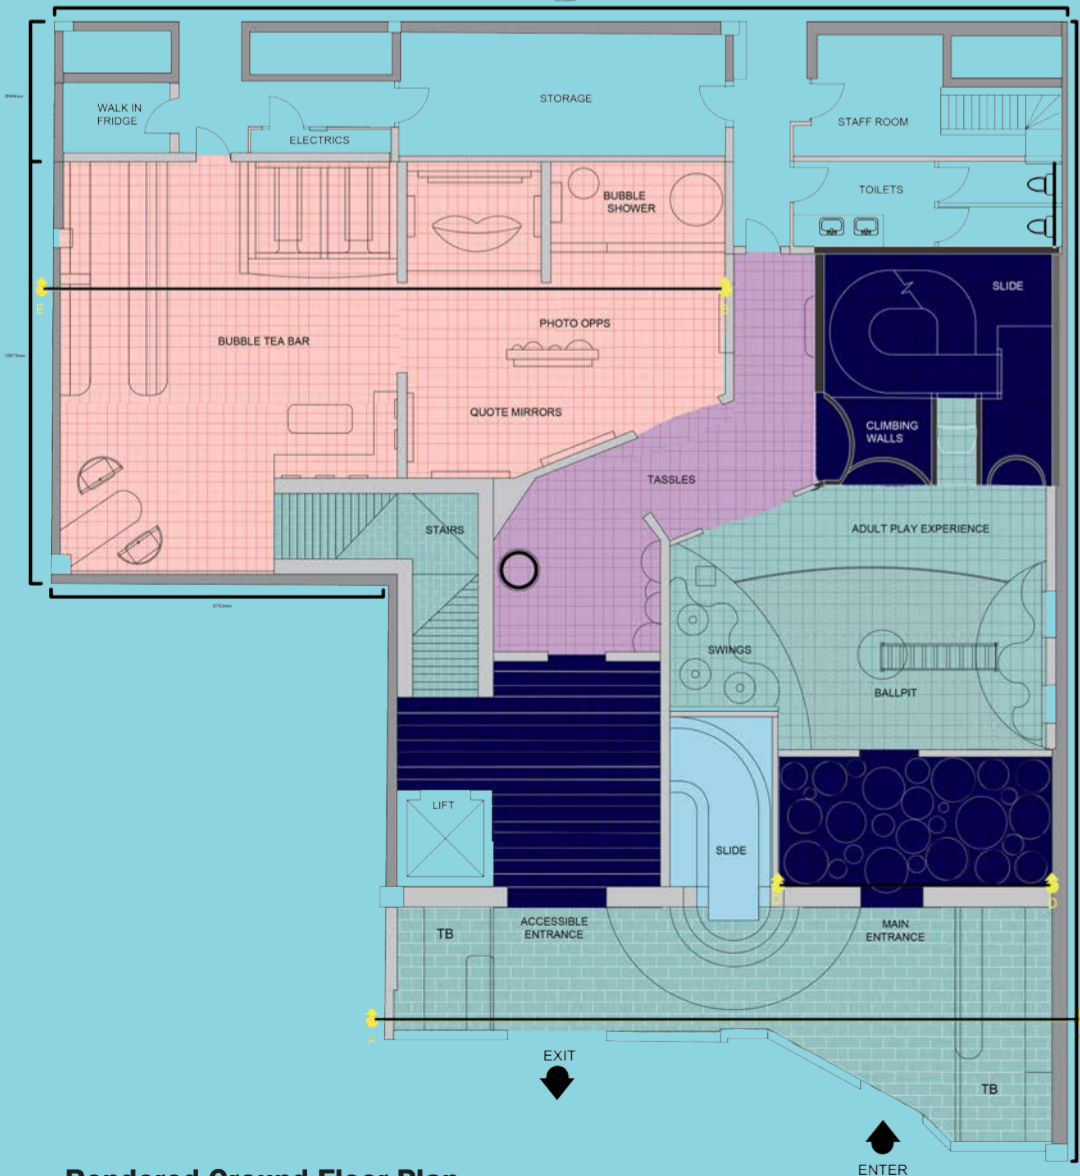 WALK IN
FRIDGE
ELECTRICS
STORAGE
STAFF ROOM
TOILETS
BUBBLE
SHOWER
SLIDE
PHOTO OPPS
BUBBLE TEA BAR
QUOTE MIRRORS
CLIMBING
WALLS
TASSLES
STAIRS
ADULT PLAY EXPERIENCE
SWINGS
BALLPIT
LIFT
SLIDE
TB
ACCESSIBLE
ENTRANCE
MAIN
ENTRANCE
EXIT
TB
ENTER
Rendered Ground Floor Plan